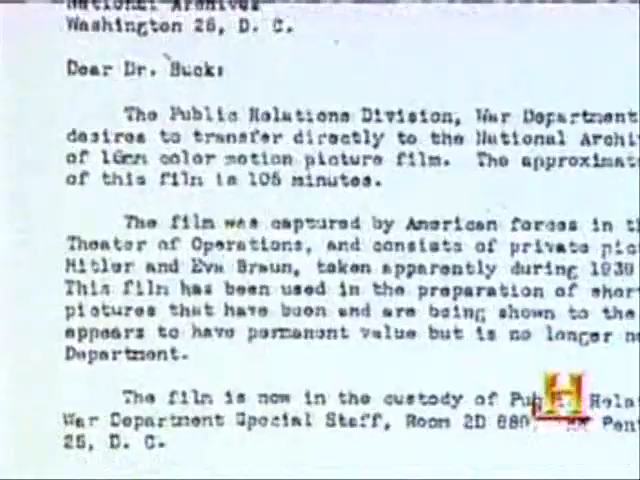 National Archives
Washington 25, D. C.
Dear Dr. Buck:
The Public Relations Division, War Department
desires to transfer directly to the National Archi
of 16mm color motion picture film. The approximat
of this film is 105 minutes.
The film was captured by American forces in t
Theater of Operations, and consists of private pic
Hitler and Eva Braun, taken apparently during 1939
This film has been used in the preparation of shor
pictures that have been and are being shown to the
appears to have permanent value but is no longer n
Department.
The film is now in the custody of Pub Rela
War Department Special Staff, Room 2D Pen
25, D. C.
H